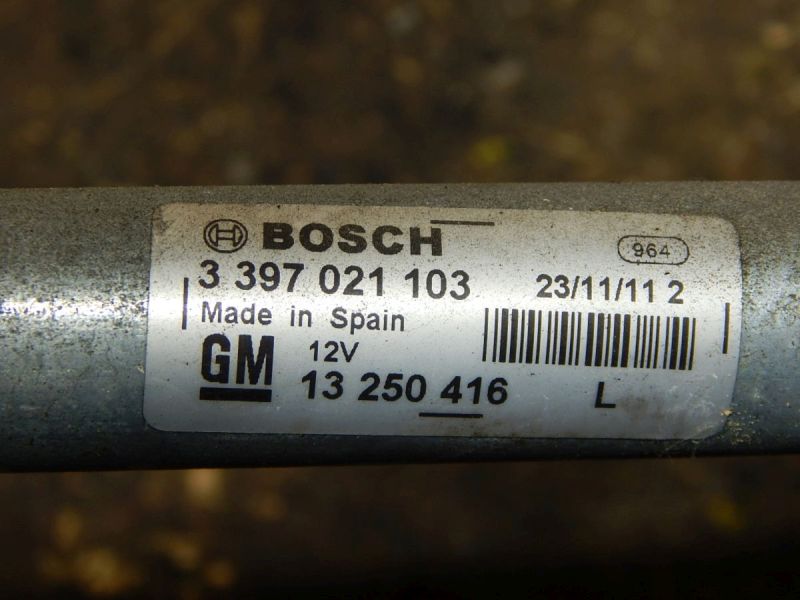 BOSCH
964
3 397 021 103
23/11/11 2
Made in Spain
GM
12V
13 250 416
L